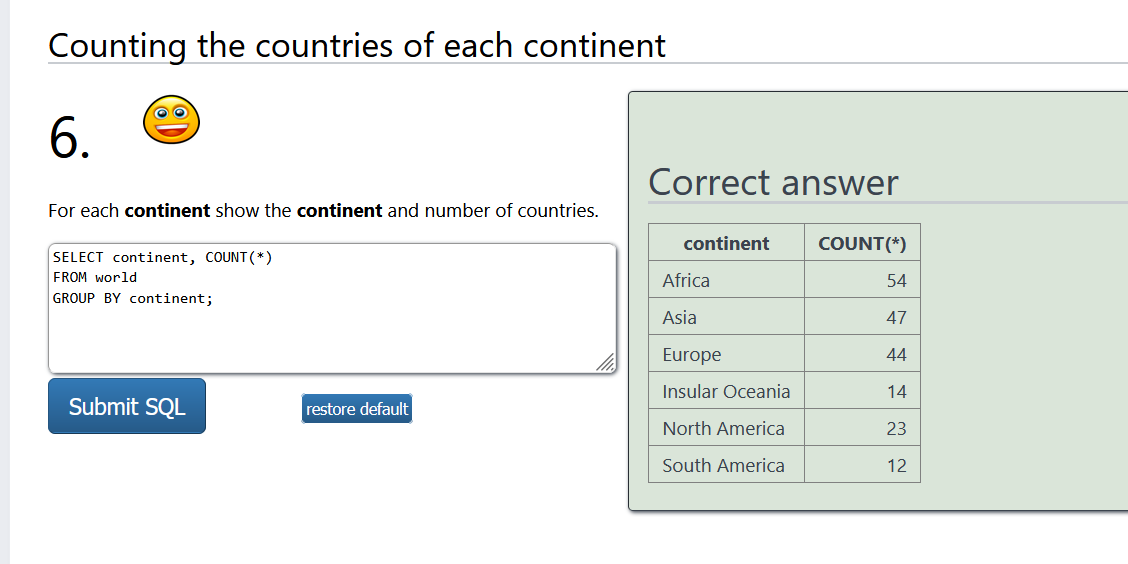 Counting the countries of each continent
6.
For each continent show the continent and number of countries.
SELECT continent, COUNT(*)
FROM world
GROUP BY continent;
Submit SQL
restore default
Correct answer
continent COUNT(*)
Africa 54
Asia 47
Europe 44
Insular Oceania 14
North America 23
South America 12